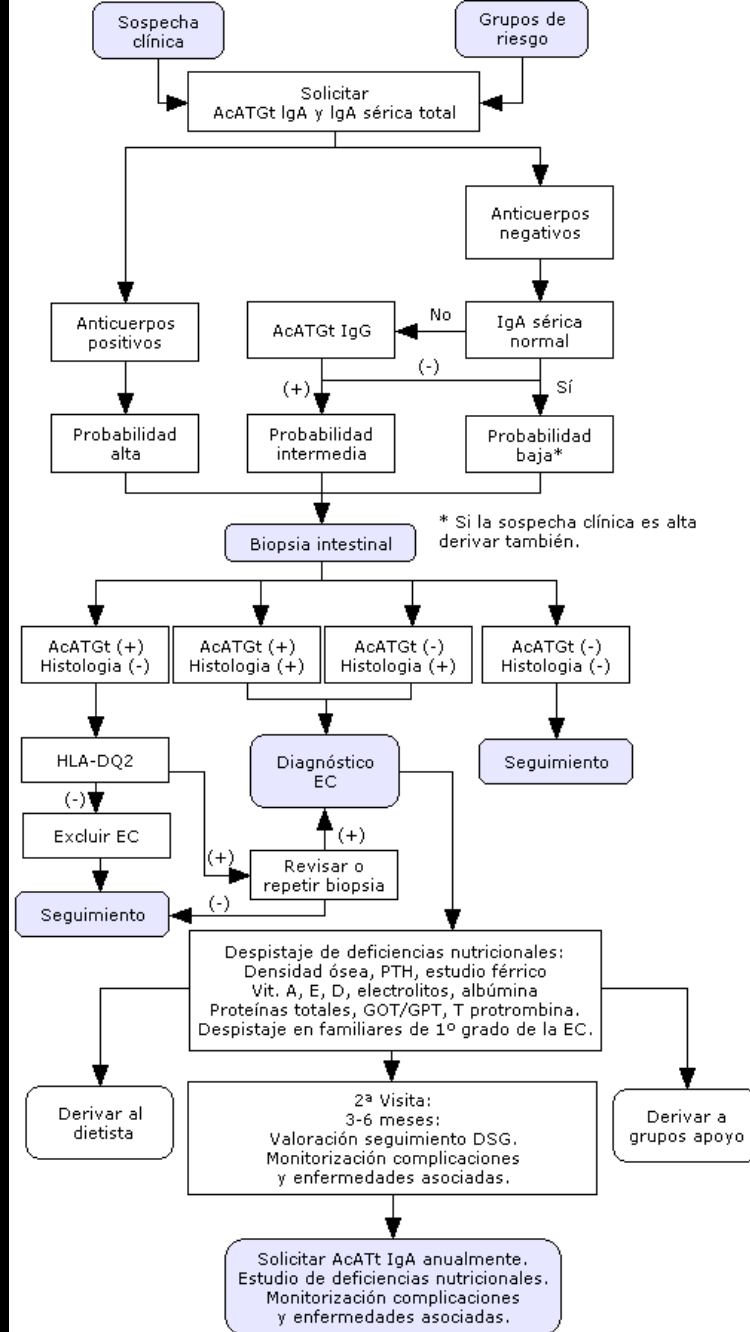 Sospecha
clínica
Grupos de
riesgo
Solicitar
AcATGt IgA y IgA sérica total
Anticuerpos
negativos
Anticuerpos
positivos
AcATGt IgG
No
IgA sérica
normal
(-)
(+)
Sí
Probabilidad
alta
Probabilidad
intermedia
Probabilidad
baja*
Biopsia intestinal
* Si la sospecha clínica es alta
derivar también.
AcATGt (+)
Histologia (-)
AcATGt (+)
Histologia (+)
AcATGt (-)
Histologia (+)
AcATGt (-)
Histologia (-)
HLA-DQ2
Diagnóstico
EC
Seguimiento
(-)
Excluir EC
(+)
(+)
Revisar o
repetir biopsia
(-)
Seguimiento
Despistaje de deficiencias nutricionales:
Densidad ósea, PTH, estudio férrico
Vit. A, E, D, electrolitos, albúmina
Proteínas totales, GOT/GPT, T protrombina.
Despistaje en familiares de 1º grado de la EC.
Derivar al
dietista
2ª Visita:
3-6 meses:
Valoración seguimiento DSG.
Monitorización complicaciones
y enfermedades asociadas.
Derivar a
grupos apoyo
Solicitar AcATt IgA anualmente.
Estudio de deficiencias nutricionales.
Monitorización complicaciones
y enfermedades asociadas.